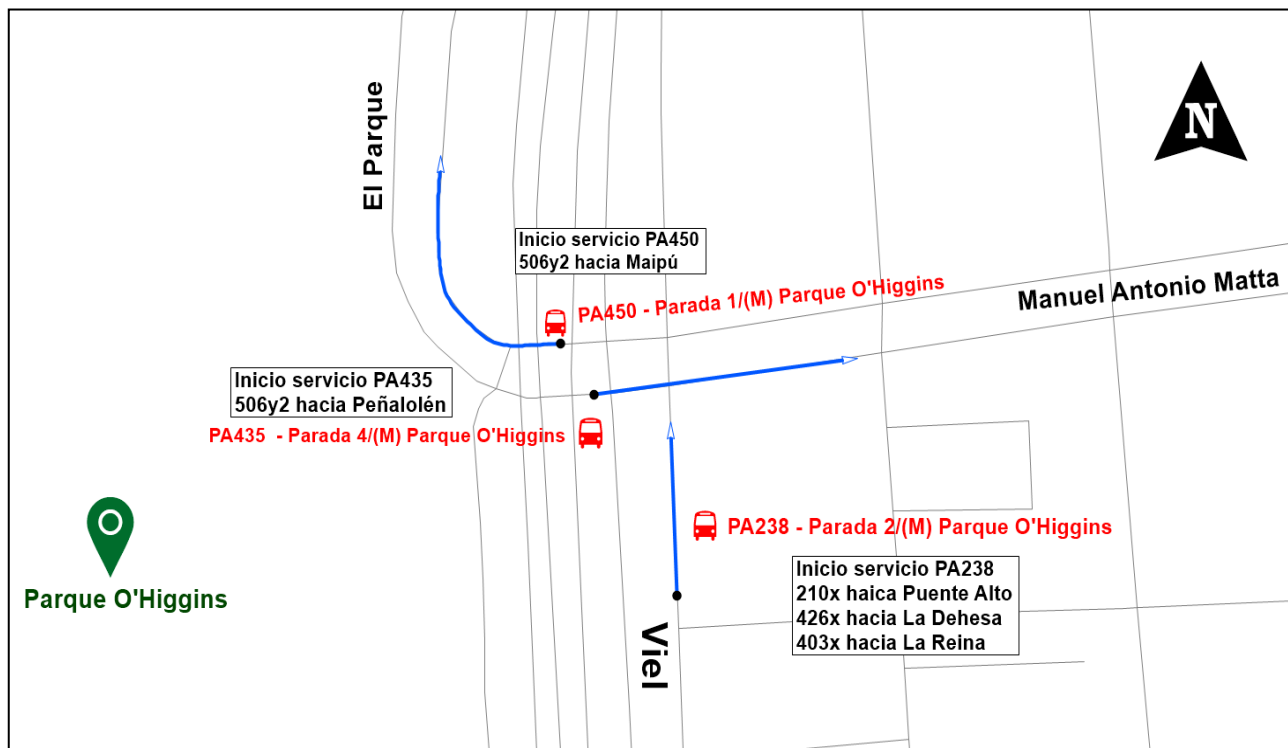 El Parque
N
Inicio servicio PA450
506y2 hacia Maipú
PA450 - Parada 1/(M) Parque O'Higgins
Manuel Antonio Matta
Inicio servicio PA435
506y2 hacia Peñalolén
PA435 - Parada 4/(M) Parque O'Higgins
PA238 - Parada 2/(M) Parque O'Higgins
Inicio servicio PA238
210x haica Puente Alto
426x hacia La Dehesa
403x hacia La Reina
Parque O'Higgins
Viel